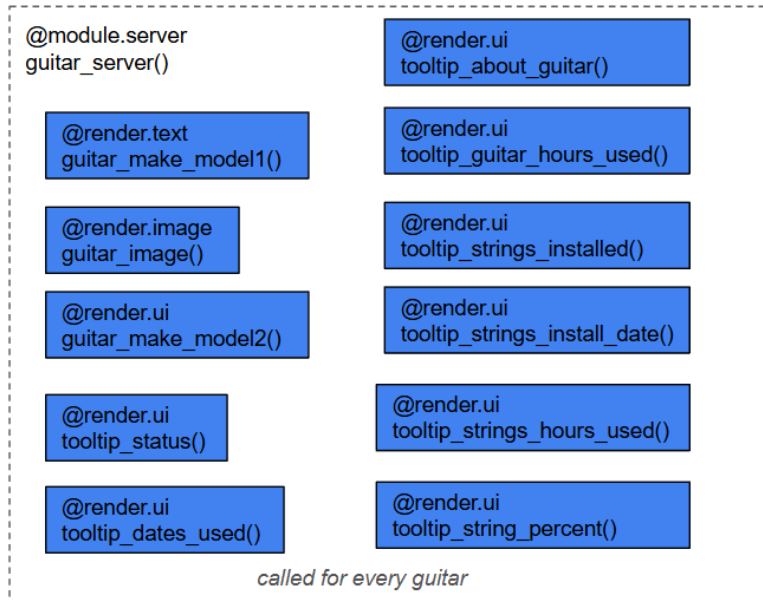 @module.server
guitar_server()
@render.text
guitar_make_model1()
@render.image
guitar_image()
@render.ui
guitar_make_model2()
@render.ui
tooltip_status()
@render.ui
tooltip_dates_used()
@render.ui
tooltip_about_guitar()
@render.ui
tooltip_guitar_hours_used()
@render.ui
tooltip_strings_installed()
@render.ui
tooltip_strings_install_date()
@render.ui
tooltip_strings_hours_used()
@render.ui
tooltip_string_percent()
called for every guitar